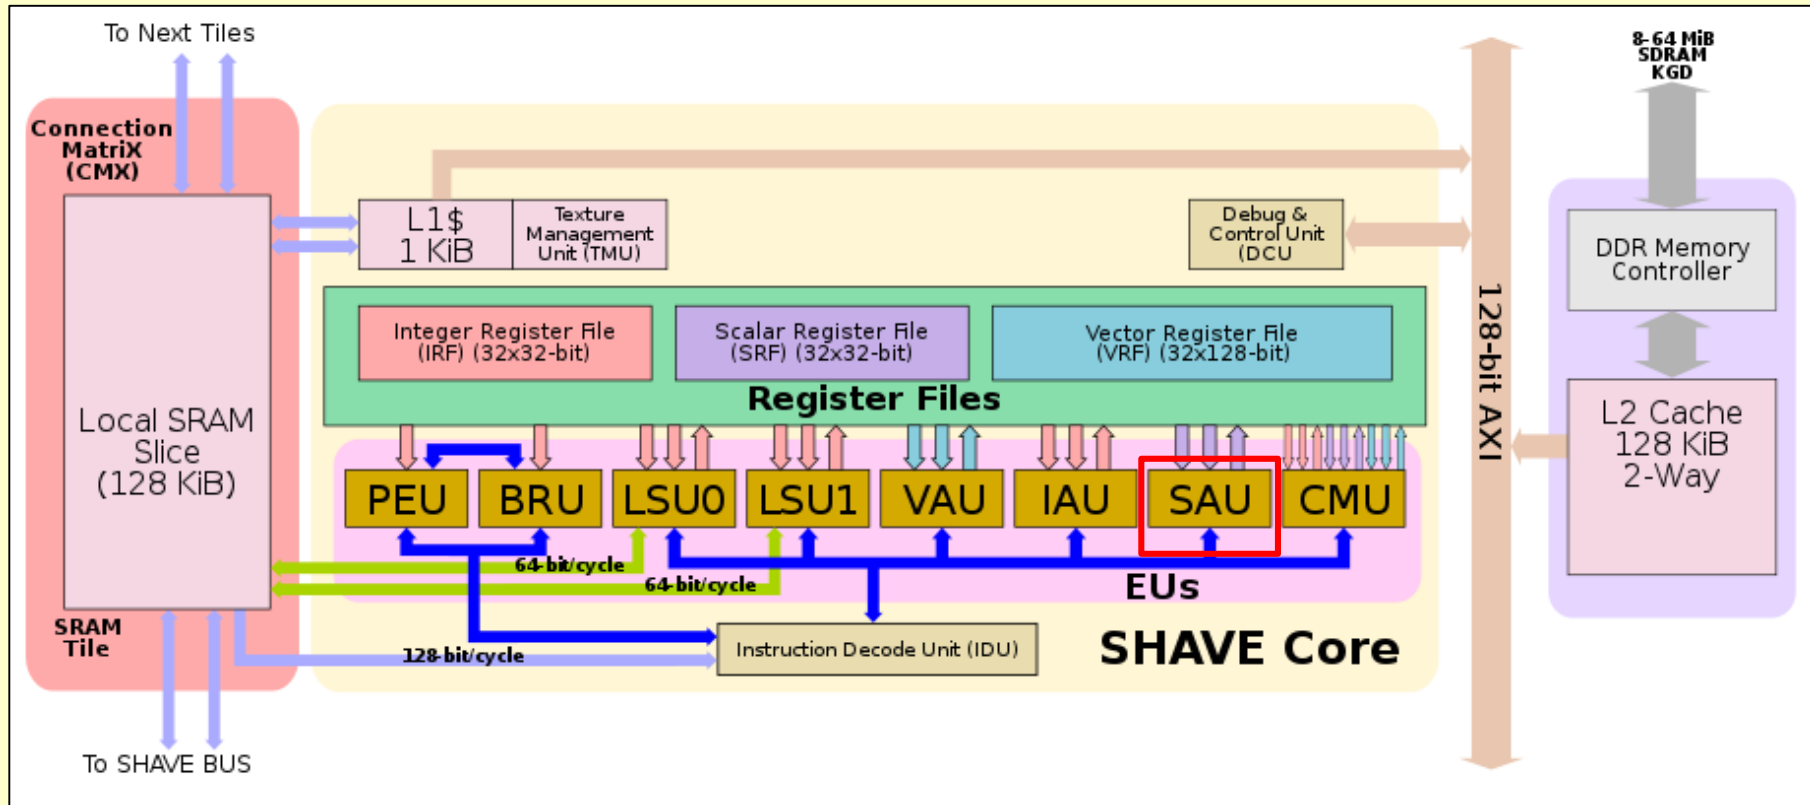 To Next Tiles
Connection
MatriX
(CMX)
Local SRAM
Slice
(128 KiB)
SRAM
Tile
To SHAVE BUS
L1$
1 KiB
Texture
Management
Unit (TMU)
Debug &
Control Unit
(DCU
Integer Register File
(IRF) (32x32-bit)
Scalar Register File
(SRF) (32x32-bit)
Vector Register File
(VRF) (32x128-bit)
Register Files
PEU
BRU
LSU0
LSU1
VAU
IAU
SAU
CMU
64-bit/cycle
64-bit/cycle
EUs
128-bit/cycle
Instruction Decode Unit (IDU)
SHAVE Core
128-bit AXI
8-64 MiB
SDRAM
KGD
DDR Memory
Controller
L2 Cache
128 KiB
2-Way